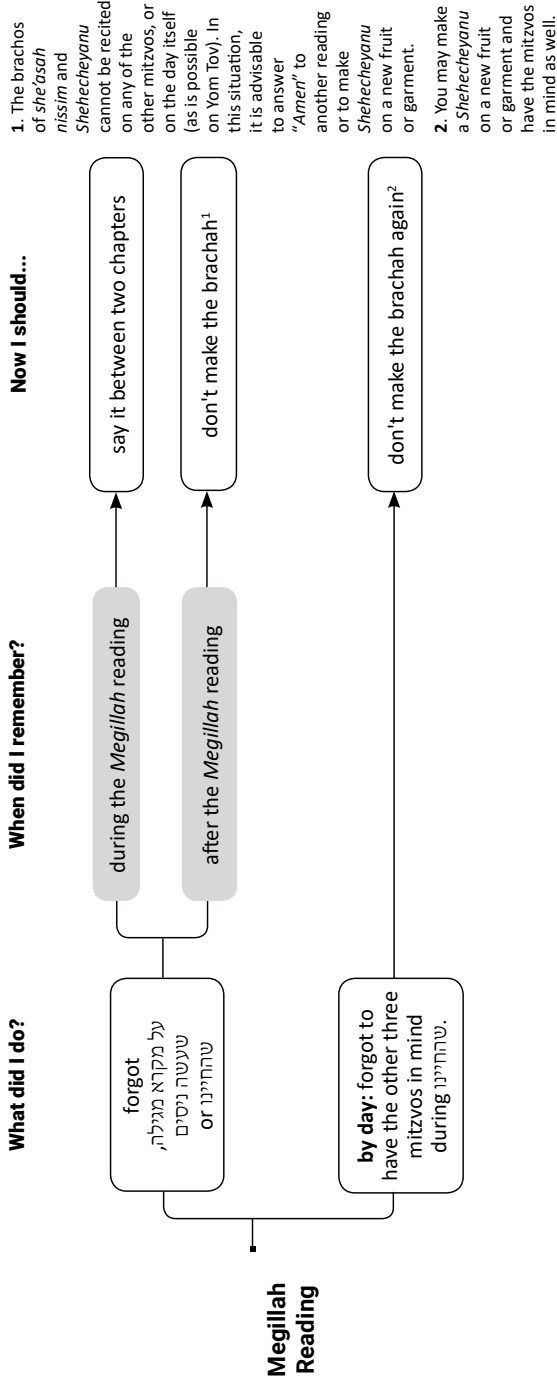 What did I do?
When did I remember?
Now I should...
Megillah
Reading
forgot
על מקרא מגילה,
שעשה ניסים
or שהחיינו
during the Megillah reading
say it between two chapters
after the Megillah reading
don't make the brachah1
by day: forgot to
have the other three
mitzvos in mind
during שהחיינו.
don't make the brachah again2
1. The brachos
of she'asah
nissim and
Shehecheyanu
cannot be recited
on any of the
other mitzvos, or
on the day itself
(as is possible
on Yom Tov). In
this situation,
it is advisable
to answer
"Amen" to
another reading
or to make
Shehecheyanu
on a new fruit
or garment.
2. You may make
a Shehecheyanu
on a new fruit
or garment and
have the mitzvos
in mind as well.